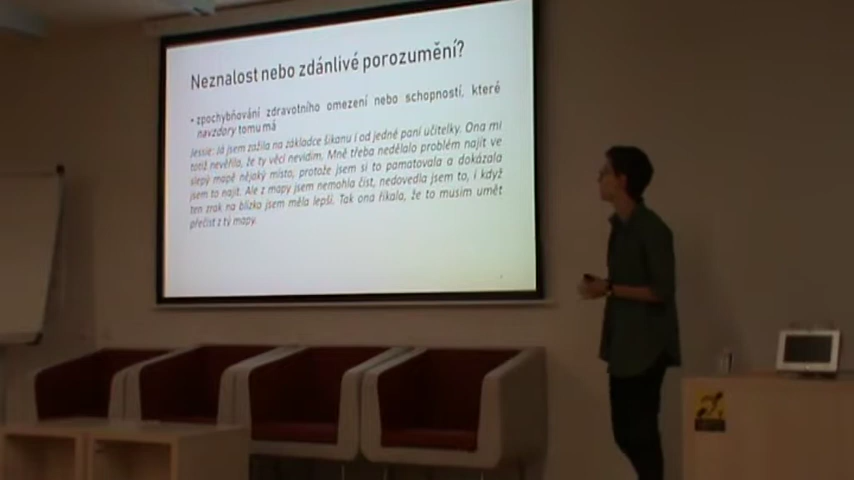 Neznalost nebo zdánlivé porozumění?
• zpochybňování zdravotního omezení nebo schopností, které
navzdory tomu má
Jessie: Já jsem zažila na základce šikanu i od jedné paní učitelky. Ona mi
totiž nevěřila, že ty věci nevidím. Mně třeba nedělalo problém najít ve
slepý mapě nějaký místo, protože jsem si to pamatovala a dokázala
jsem to najít. Ale z mapy jsem nemohla číst, nedovedla jsem to, i když
ten zrak na blízko jsem měla lepší. Tak ona říkala, že to musím umět
přečíst z tý mapy.